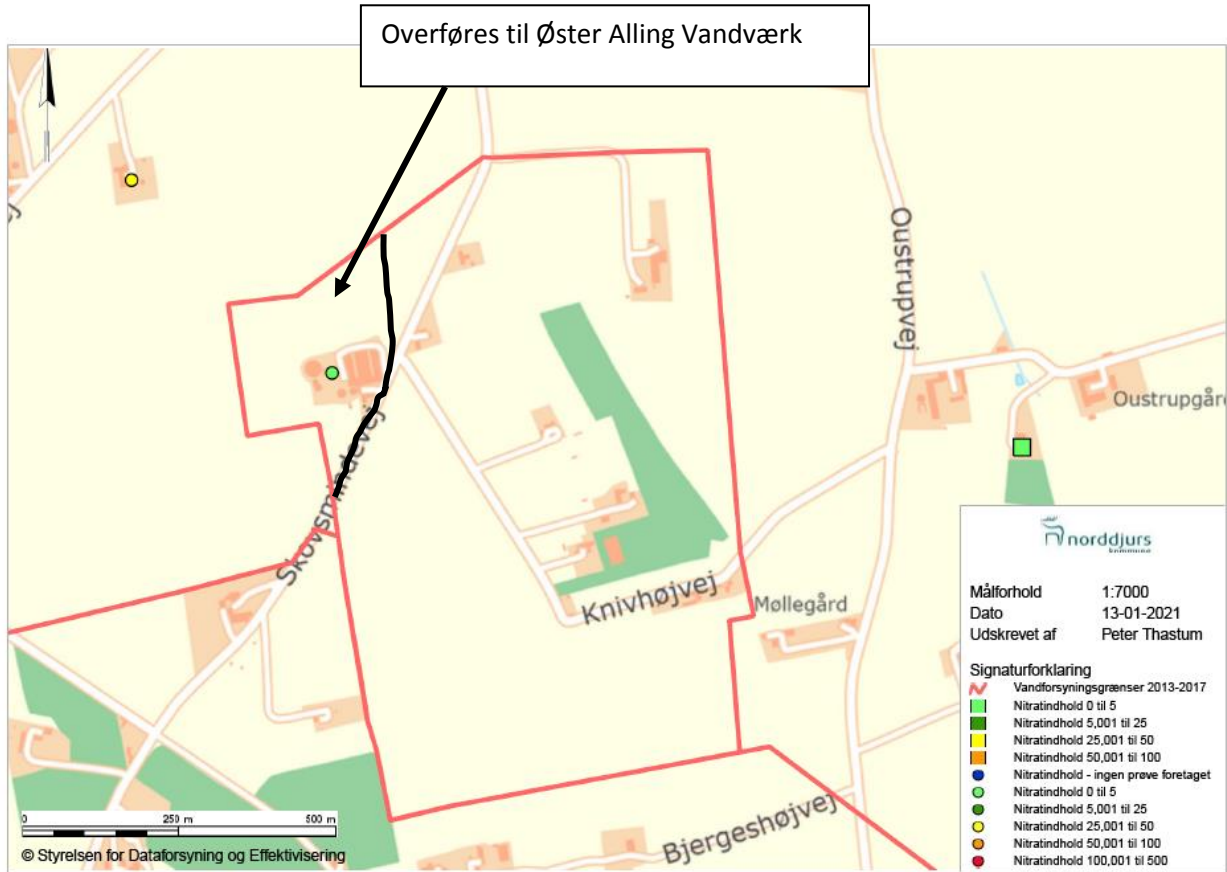 Overføres til Øster Alling Vandværk
Oustrupvej
Oustrupgår
Skovsmindevej
Knivhøjvej
Møllegård
Bjergeshøjvej
norddjurs
kommune
Målforhold 1:7000
Dato 13-01-2021
Udskrevet af Peter Thastum
Signaturforklaring
Vandforsyningsgrænser 2013-2017
Nitratindhold 0 til 5
Nitratindhold 5,001 til 25
Nitratindhold 25,001 til 50
Nitratindhold 50,001 til 100
Nitratindhold - ingen prøve foretaget
Nitratindhold 0 til 5
Nitratindhold 5,001 til 25
Nitratindhold 25,001 til 50
Nitratindhold 50,001 til 100
Nitratindhold 100,001 til 500
0 250 m 500 m
© Styrelsen for Dataforsyning og Effektivisering